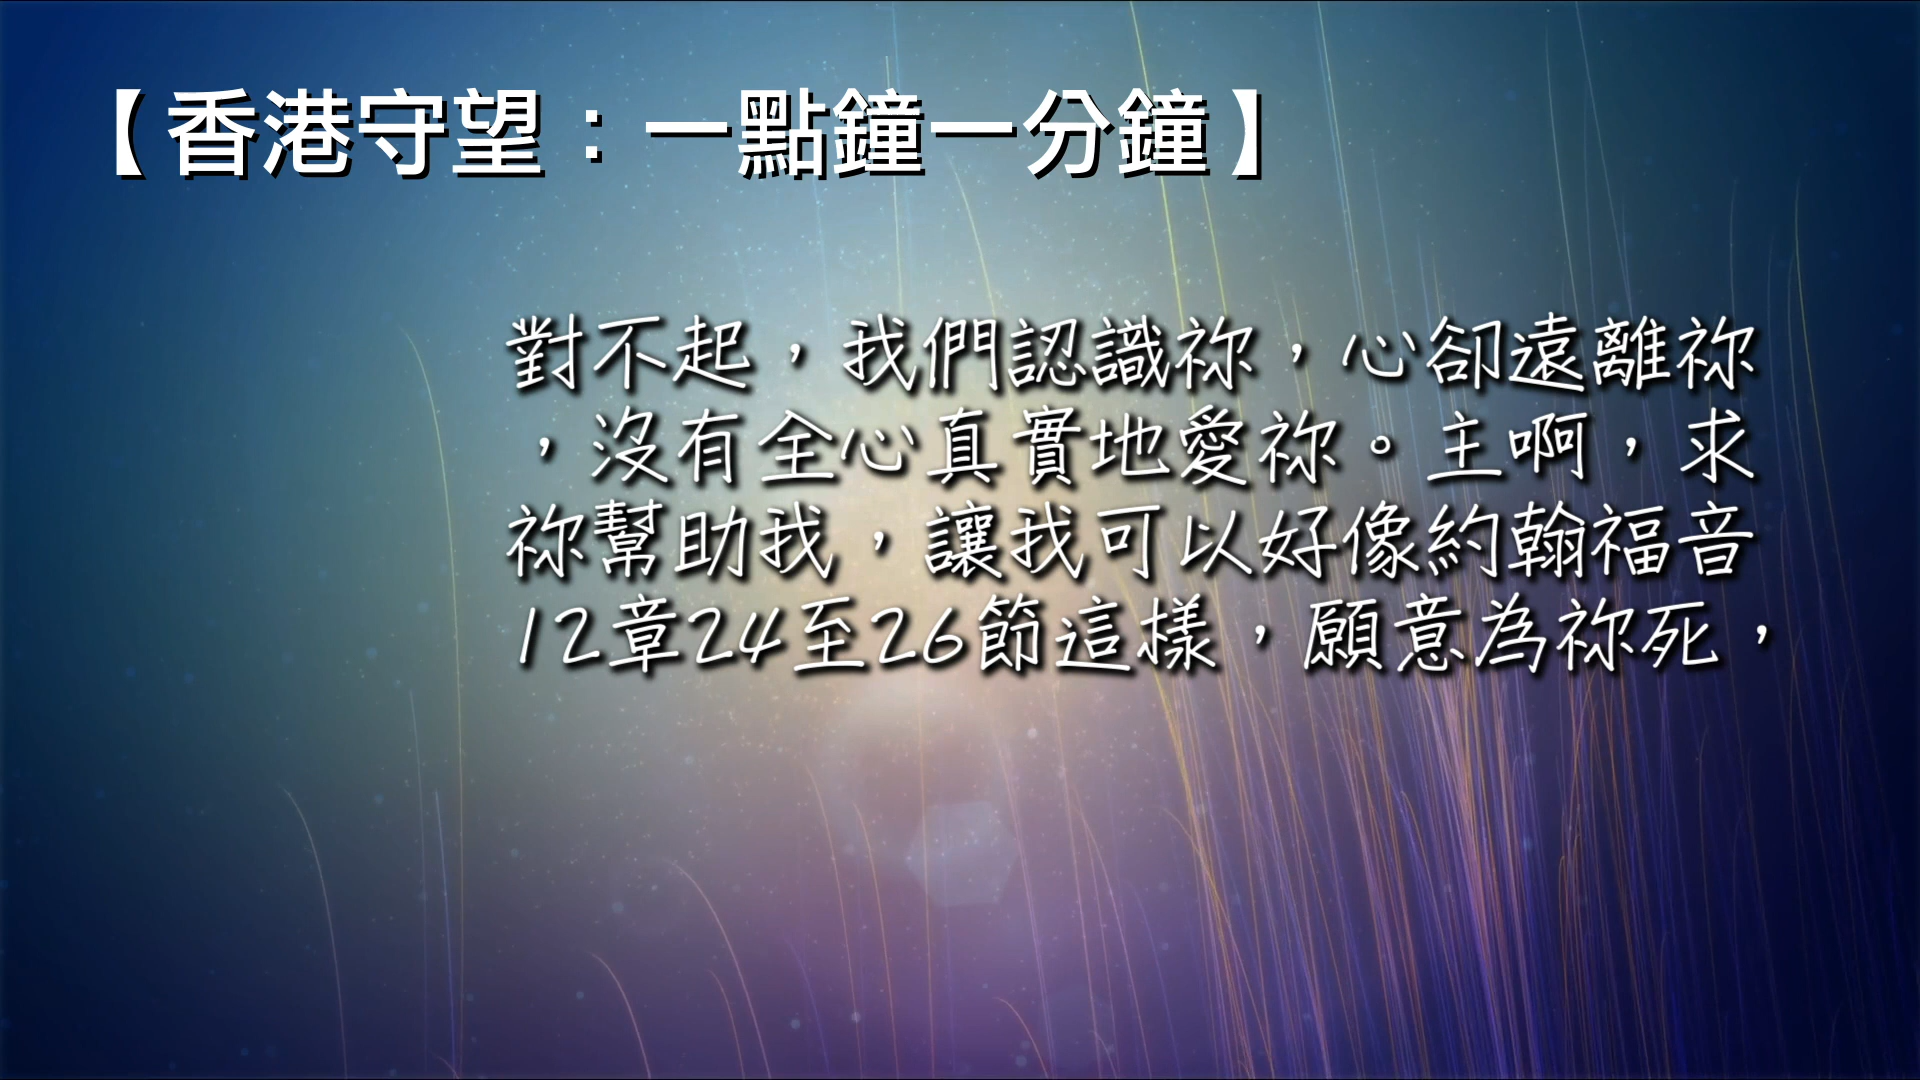 【香港守望：一點鐘一分鐘】
對不起，我們認識祢，心卻遠離祢
，沒有全心真實地愛祢。主啊，求
祢幫助我，讓我可以好像約翰福音
12章24至26節這樣，願意為祢死，